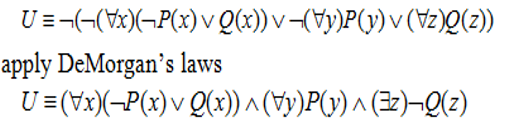 U ≡ ¬(¬(∀x)(¬P(x) ∨ Q(x)) ∨ ¬(∀y)P(y) ∨ (∀z)Q(z))
apply DeMorgan's laws
U ≡ (∀x)(¬P(x) ∨ Q(x)) ∧ (∀y)P(y) ∧ (∃z)¬Q(z)